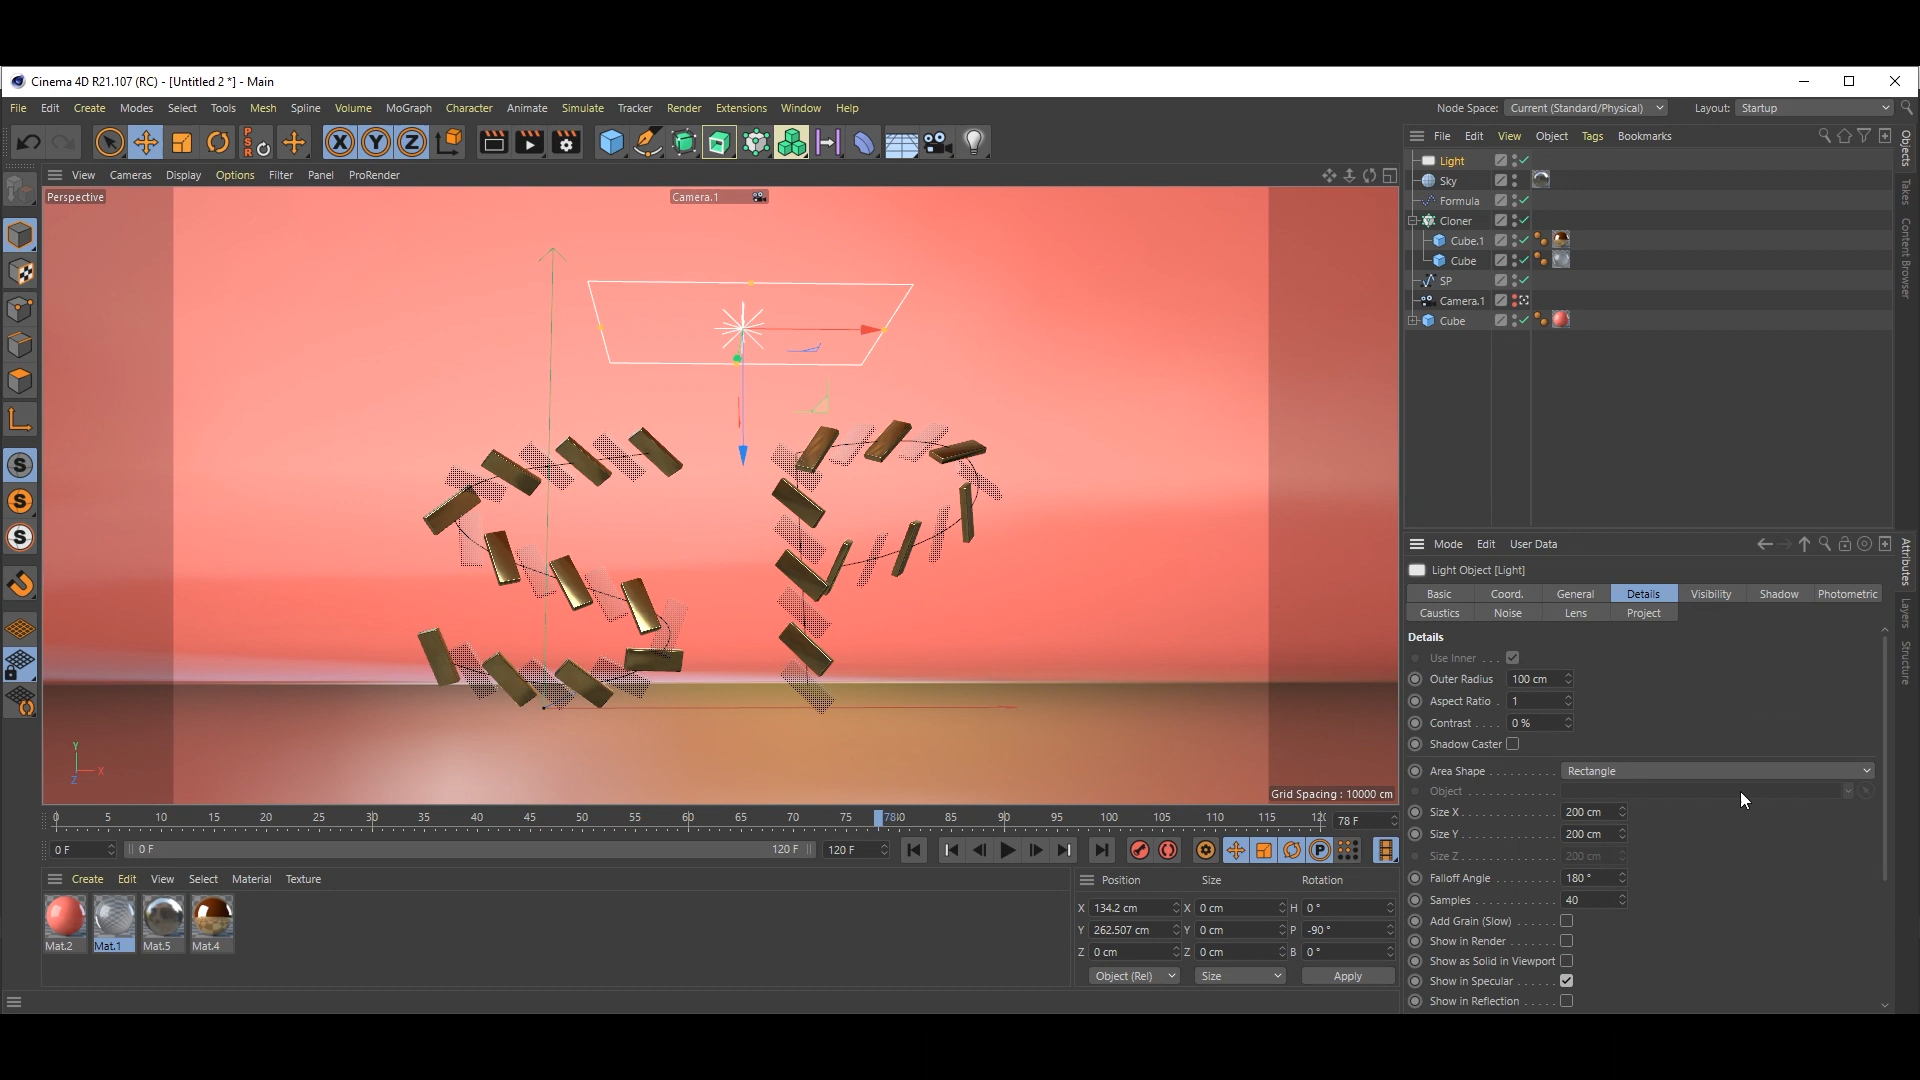 Cinema 4D R21.107 (RC) - [Untitled 2 *] - Main
File Edit Create Modes Select Tools Mesh Spline Volume MoGraph Character Animate Simulate Tracker Render Extensions Window Help
Node Space: Current (Standard/Physical) Layout: Startup
File Edit View Object Tags Bookmarks
X Y Z
PSR
View Cameras Display Options Filter Panel ProRender
Perspective
Camera.1
Light
Sky
Formula
Cloner
Cube.1
Cube
SP
Camera.1
Cube
Objects
Takes
Content Browser
S
S
S
Y
X
Z
Grid Spacing : 10000 cm
Mode Edit User Data
Light Object [Light]
Basic Coord. General Details Visibility Shadow Photometric
Caustics Noise Lens Project
Details
Use Inner . . .
Outer Radius 100 cm
Aspect Ratio . 1
Contrast . . . . 0 %
Shadow Caster
Area Shape . . . . . . . . . . Rectangle
Object . . . . . . . . . . . . . .
Size X . . . . . . . . . . . . . . 200 cm
Size Y . . . . . . . . . . . . . . 200 cm
Size Z . . . . . . . . . . . . . . 200 cm
Falloff Angle . . . . . . . . . 180 °
Samples . . . . . . . . . . . . 40
Add Grain (Slow) . . . . . .
Show in Render . . . . . . .
Show as Solid in Viewport
Show in Specular . . . . . .
Show in Reflection . . . . .
Attributes
Layers
Structure
0 5 10 15 20 25 30 35 40 45 50 55 60 65 70 75 7880 85 90 95 100 105 110 115 120
78 F
0 F 0 F 120 F 120 F
P
Create Edit View Select Material Texture
Mat.2 Mat.1 Mat.5 Mat.4
Position Size Rotation
X 134.2 cm X 0 cm H 0 °
Y 262.507 cm Y 0 cm P -90 °
Z 0 cm Z 0 cm B 0 °
Object (Rel) Size Apply